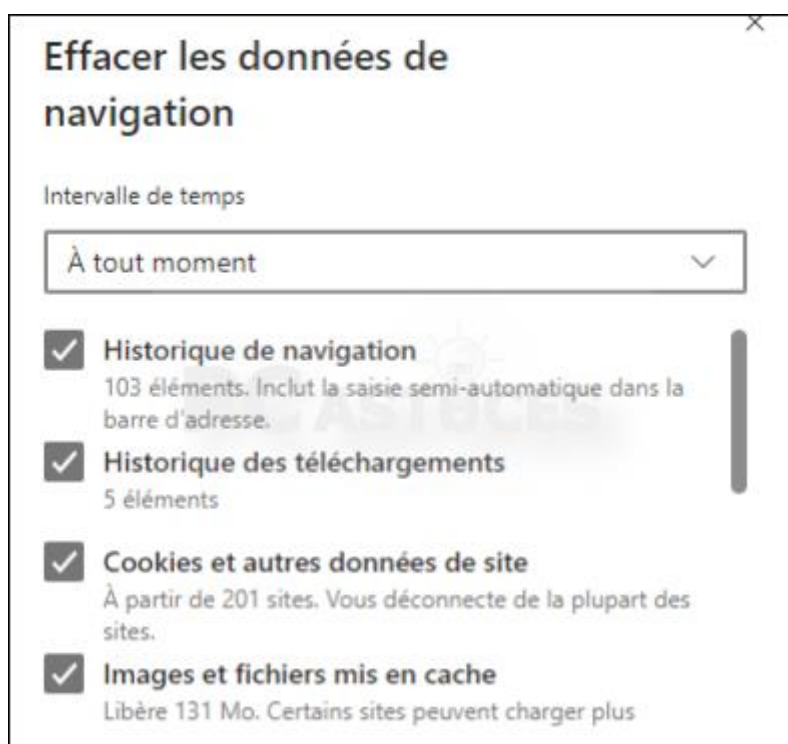 Effacer les données de
navigation
Intervalle de temps
À tout moment
Historique de navigation
103 éléments. Inclut la saisie semi-automatique dans la
barre d'adresse.
Historique des téléchargements
5 éléments
Cookies et autres données de site
À partir de 201 sites. Vous déconnecte de la plupart des
sites.
Images et fichiers mis en cache
Libère 131 Mo. Certains sites peuvent charger plus
PC ASTUCES